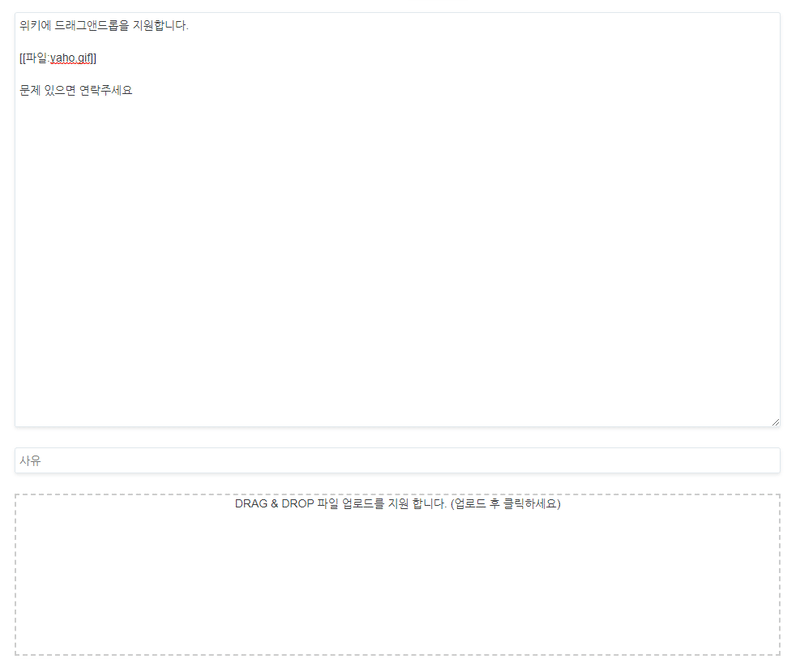 위키에 드래그앤드롭을 지원합니다.
[[파일:yaho.gif]]
문제 있으면 연락주세요
사유
DRAG & DROP 파일 업로드를 지원 합니다. (업로드 후 클릭하세요)